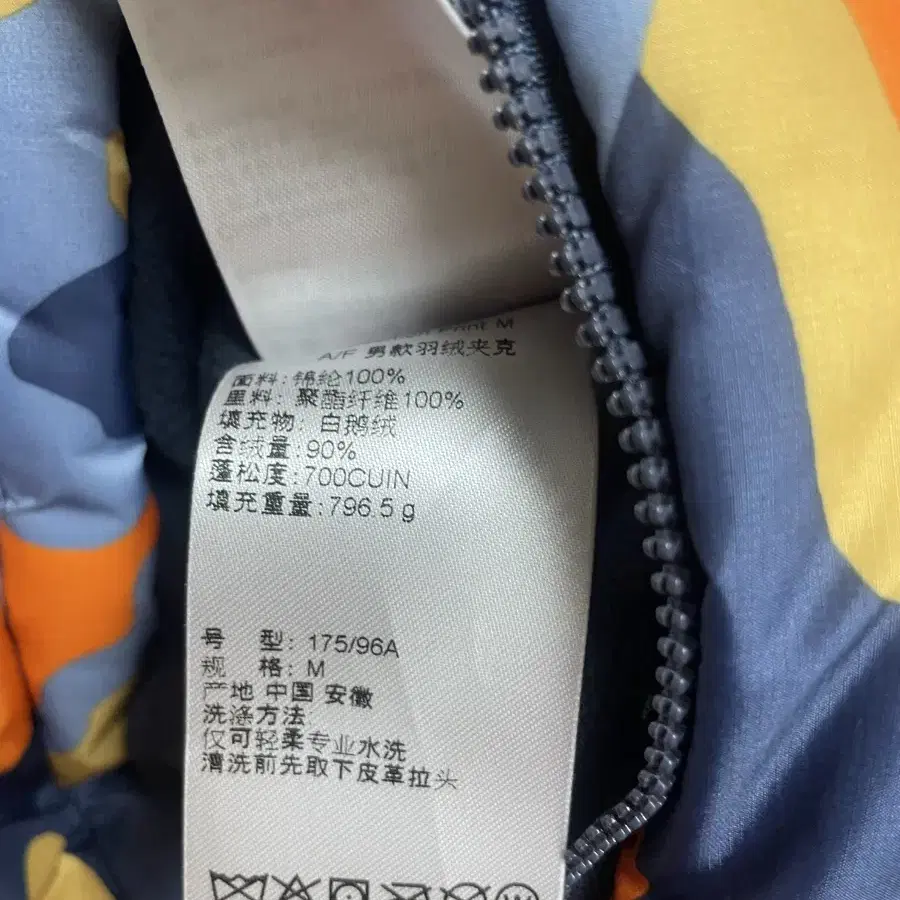 Print M
A/F 男款羽绒夹克
面料: 锦纶100%
里料: 聚酯纤维100%
填充物: 白鹅绒
含绒量:90%
蓬松度:700CUIN
填充重量:796.5g
号 型: 175/96A
规 格: M
产地 中国 安徽
洗涤方法:
仅可轻柔专业水洗
清洗前先取下皮革拉头